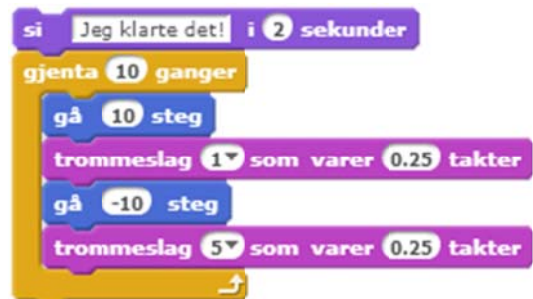 si Jeg klarte det! i 2 sekunder
gjenta 10 ganger
gå 10 steg
trommeslag 1 som varer 0.25 takter
gå -10 steg
trommeslag 5 som varer 0.25 takter